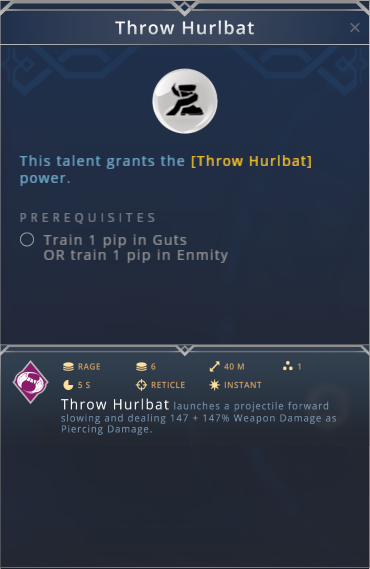 Throw Hurlbat
This talent grants the [Throw Hurlbat]
power.
PREREQUISITES
Train 1 pip in Guts
OR train 1 pip in Enmity
RAGE 6 40 M 1
5 S RETICLE INSTANT
Throw Hurlbat launches a projectile forward
slowing and dealing 147 + 147% Weapon Damage as
Piercing Damage.